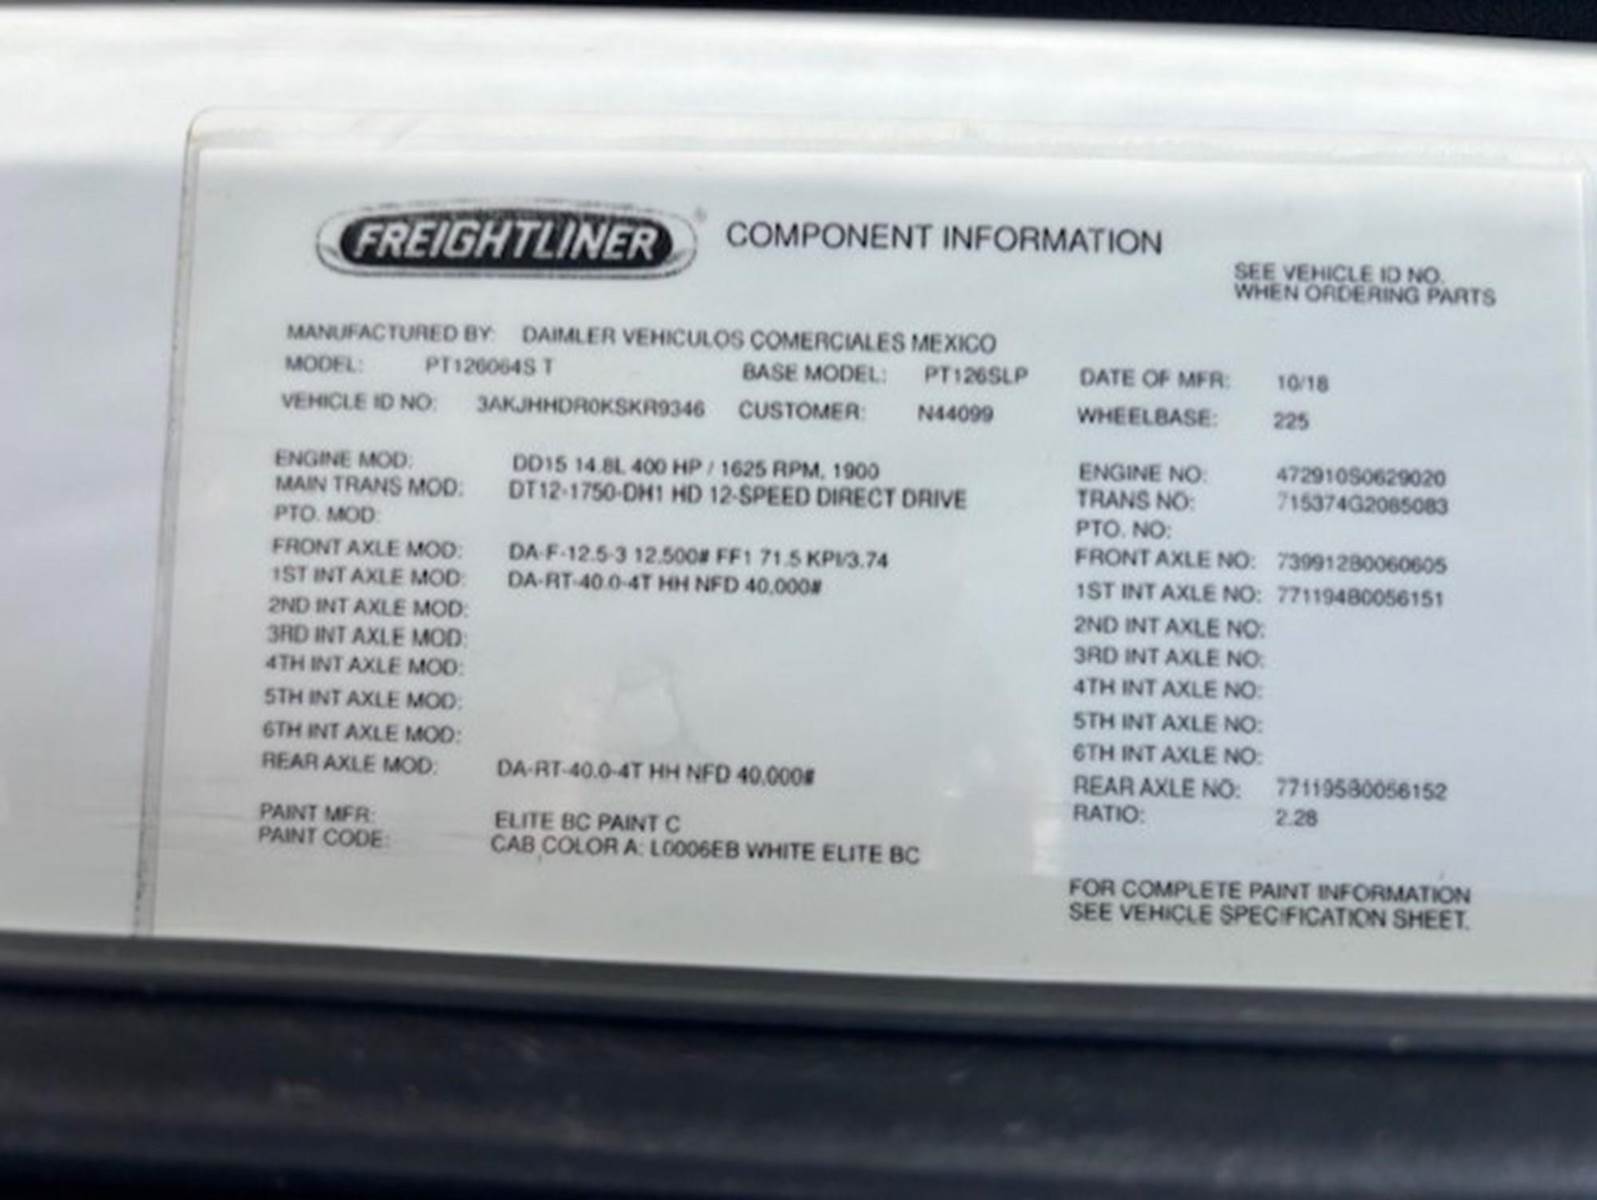 FREIGHTLINER® COMPONENT INFORMATION
SEE VEHICLE ID NO.
WHEN ORDERING PARTS
MANUFACTURED BY: DAIMLER VEHICULOS COMERCIALES MEXICO
MODEL: PT126064S T BASE MODEL: PT126SLP DATE OF MFR: 10/18
VEHICLE ID NO: 3AKJHHDR0KSKR9346 CUSTOMER: N44099 WHEELBASE: 225
ENGINE MOD: DD15 14.8L 400 HP / 1625 RPM, 1900 ENGINE NO: 472910S0629020
MAIN TRANS MOD: DT12-1750-DH1 HD 12-SPEED DIRECT DRIVE TRANS NO: 715374G2085083
PTO. MOD: PTO. NO:
FRONT AXLE MOD: DA-F-12.5-3 12,500# FF1 71.5 KPI/3.74 FRONT AXLE NO: 739912B0060605
1ST INT AXLE MOD: DA-RT-40.0-4T HH NFD 40,000# 1ST INT AXLE NO: 771194B0056151
2ND INT AXLE MOD: 2ND INT AXLE NO:
3RD INT AXLE MOD: 3RD INT AXLE NO:
4TH INT AXLE MOD: 4TH INT AXLE NO:
5TH INT AXLE MOD: 5TH INT AXLE NO:
6TH INT AXLE MOD: 6TH INT AXLE NO:
REAR AXLE MOD: DA-RT-40.0-4T HH NFD 40,000# REAR AXLE NO: 771195B0056152
RATIO: 2.28
PAINT MFR: ELITE BC PAINT C
PAINT CODE: CAB COLOR A: L0006EB WHITE ELITE BC
FOR COMPLETE PAINT INFORMATION
SEE VEHICLE SPECIFICATION SHEET.